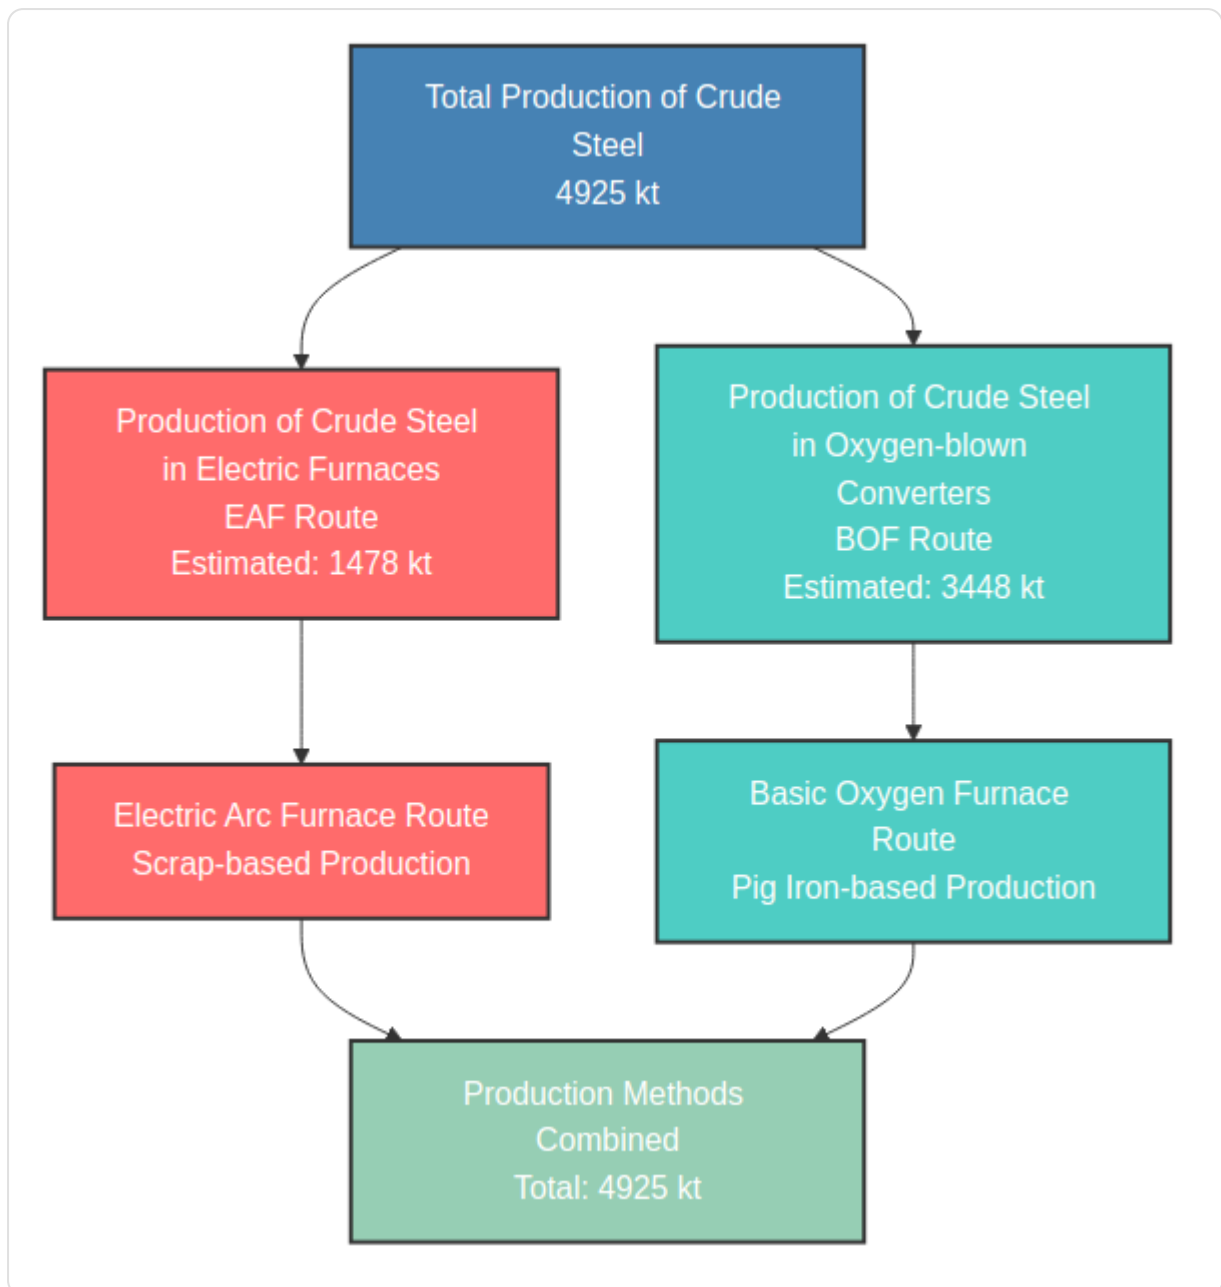 Total Production of Crude
Steel
4925 kt
Production of Crude Steel
in Electric Furnaces
EAF Route
Estimated: 1478 kt
Production of Crude Steel
in Oxygen-blown
Converters
BOF Route
Estimated: 3448 kt
Electric Arc Furnace Route
Scrap-based Production
Basic Oxygen Furnace
Route
Pig Iron-based Production
Production Methods
Combined
Total: 4925 kt